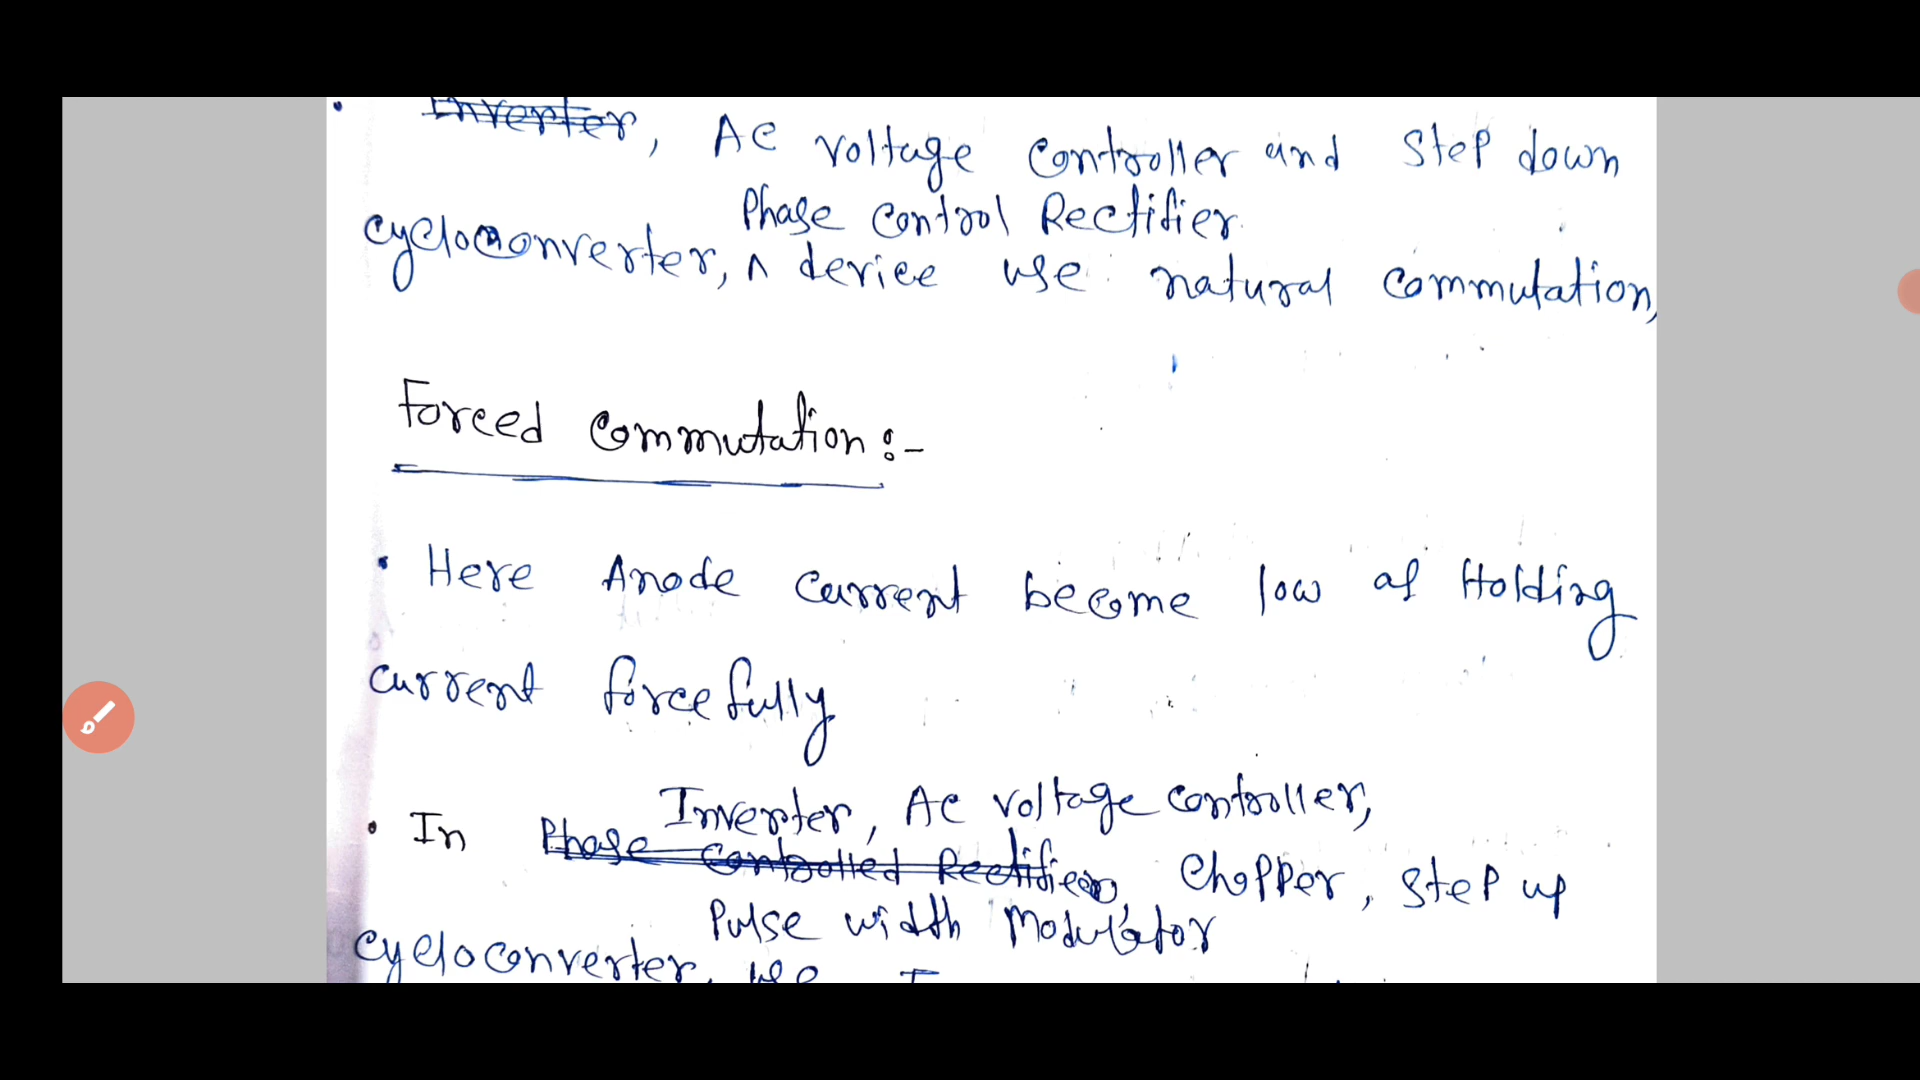 • Inverter, AC voltage Controller and Step down
Phase Control Rectifier
Cycloconverter, ^ device use natural commutation,
Forced Commutation :-
• Here Anode current become low as Holding
current forcefully
Inverter, AC voltage controller,
• In Phase Controlled Rectifier, Chopper, Step up
Pulse width Modulator
Cycloconverter, we